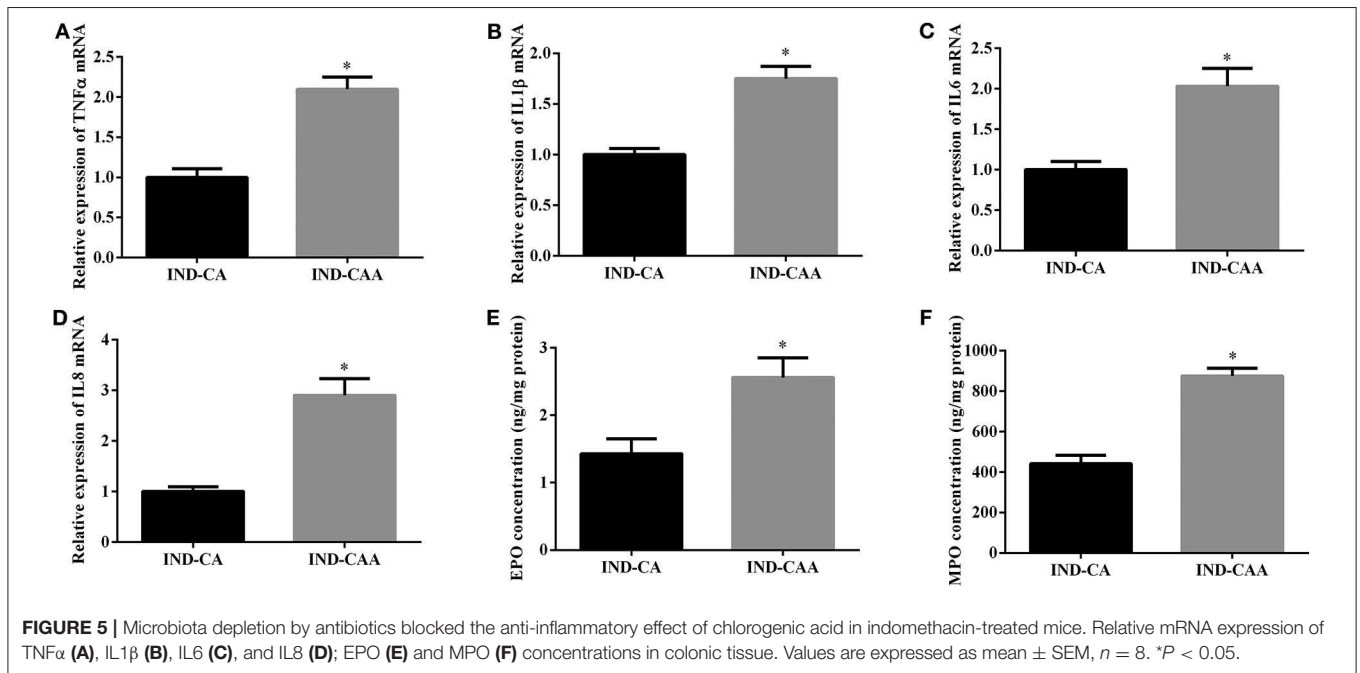 A
Relative expression of TNFα mRNA
2.5
2.0
1.5
1.0
0.5
0.0
*
IND-CA IND-CAA
B
Relative expression of IL1β mRNA
2.0
1.5
1.0
0.5
0.0
*
IND-CA IND-CAA
C
Relative expression of IL6 mRNA
2.5
2.0
1.5
1.0
0.5
0.0
*
IND-CA IND-CAA
D
Relative expression of IL8 mRNA
4
3
2
1
0
*
IND-CA IND-CAA
E
EPO concentration (ng/mg protein)
3
2
1
0
*
IND-CA IND-CAA
F
MPO concentration (ng/mg protein)
1000
800
600
400
200
0
*
IND-CA IND-CAA
FIGURE 5 | Microbiota depletion by antibiotics blocked the anti-inflammatory effect of chlorogenic acid in indomethacin-treated mice. Relative mRNA expression of
TNFα (A), IL1β (B), IL6 (C), and IL8 (D); EPO (E) and MPO (F) concentrations in colonic tissue. Values are expressed as mean ± SEM, n = 8. *P < 0.05.